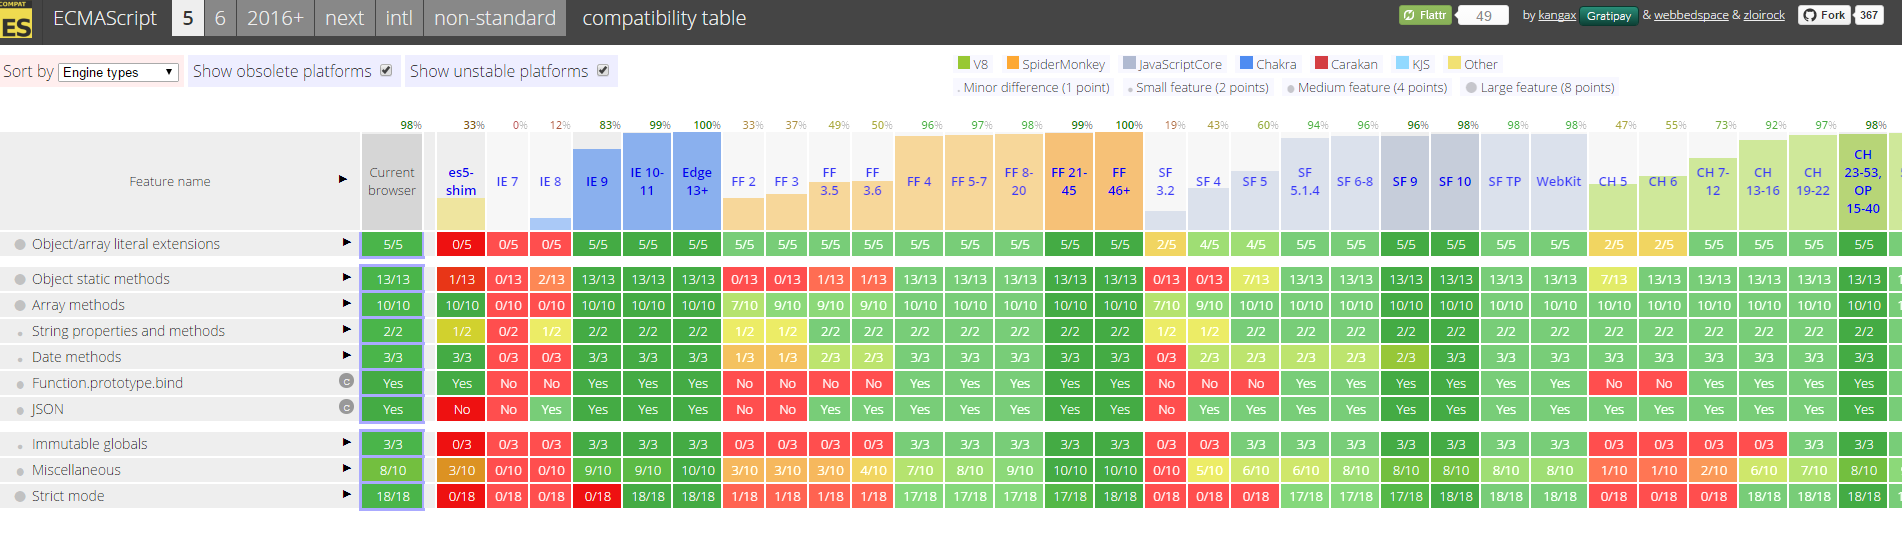 COMPAT
ES
ECMAScript 5 6 2016+ next intl non-standard compatibility table
Flattr 49 by kangax Gratipay & webbedspace & zloirock Fork 367
Sort by Engine types Show obsolete platforms Show unstable platforms
V8 SpiderMonkey JavaScriptCore Chakra Carakan KJS Other
Minor difference (1 point) Small feature (2 points) Medium feature (4 points) Large feature (8 points)
98% 33% 0% 12% 83% 99% 100% 33% 37% 49% 50% 96% 97% 98% 99% 100% 19% 43% 60% 94% 96% 96% 98% 98% 98% 47% 55% 73% 92% 97% 98%
Feature name Current browser es5-shim IE 7 IE 8 IE 9 IE 10-11 Edge 13+ FF 2 FF 3 FF 3.5 FF 3.6 FF 4 FF 5-7 FF 8-20 FF 21-45 FF 46+ SF 3.2 SF 4 SF 5 SF 5.1.4 SF 6-8 SF 9 SF 10 SF TP WebKit CH 5 CH 6 CH 7-12 CH 13-16 CH 19-22 CH 23-53, OP 15-40
Object/array literal extensions 5/5 0/5 0/5 0/5 5/5 5/5 5/5 5/5 5/5 5/5 5/5 5/5 5/5 5/5 5/5 5/5 2/5 4/5 4/5 5/5 5/5 5/5 5/5 5/5 5/5 2/5 2/5 5/5 5/5 5/5 5/5
Object static methods 13/13 1/13 0/13 2/13 13/13 13/13 13/13 0/13 0/13 1/13 1/13 13/13 13/13 13/13 13/13 13/13 0/13 0/13 7/13 13/13 13/13 13/13 13/13 13/13 13/13 7/13 13/13 13/13 13/13 13/13 13/13
Array methods 10/10 10/10 0/10 0/10 10/10 10/10 10/10 7/10 9/10 9/10 9/10 10/10 10/10 10/10 10/10 10/10 7/10 9/10 10/10 10/10 10/10 10/10 10/10 10/10 10/10 10/10 10/10 10/10 10/10 10/10 10/10
String properties and methods 2/2 1/2 0/2 1/2 2/2 2/2 2/2 1/2 1/2 2/2 2/2 2/2 2/2 2/2 2/2 2/2 1/2 1/2 2/2 2/2 2/2 2/2 2/2 2/2 2/2 2/2 2/2 2/2 2/2 2/2 2/2
Date methods 3/3 3/3 0/3 0/3 3/3 3/3 3/3 1/3 1/3 2/3 2/3 3/3 3/3 3/3 3/3 3/3 0/3 2/3 2/3 2/3 2/3 2/3 3/3 3/3 3/3 3/3 3/3 3/3 3/3 3/3 3/3
Function.prototype.bind c Yes Yes No No Yes Yes Yes No No No No Yes Yes Yes Yes Yes No No No Yes Yes Yes Yes Yes Yes No No Yes Yes Yes Yes
JSON c Yes No No Yes Yes Yes Yes No No Yes Yes Yes Yes Yes Yes Yes No Yes Yes Yes Yes Yes Yes Yes Yes Yes Yes Yes Yes Yes Yes
Immutable globals 3/3 0/3 0/3 0/3 3/3 3/3 3/3 0/3 0/3 0/3 0/3 3/3 3/3 3/3 3/3 3/3 0/3 0/3 3/3 3/3 3/3 3/3 3/3 3/3 3/3 0/3 0/3 0/3 0/3 3/3 3/3
Miscellaneous 8/10 3/10 0/10 0/10 9/10 9/10 10/10 3/10 3/10 3/10 4/10 7/10 8/10 9/10 10/10 10/10 0/10 5/10 6/10 6/10 8/10 8/10 8/10 8/10 8/10 1/10 1/10 2/10 6/10 7/10 8/10
Strict mode 18/18 0/18 0/18 0/18 0/18 18/18 18/18 1/18 1/18 1/18 1/18 17/18 17/18 17/18 17/18 18/18 0/18 0/18 0/18 17/18 17/18 17/18 18/18 18/18 18/18 0/18 0/18 0/18 18/18 18/18 18/18